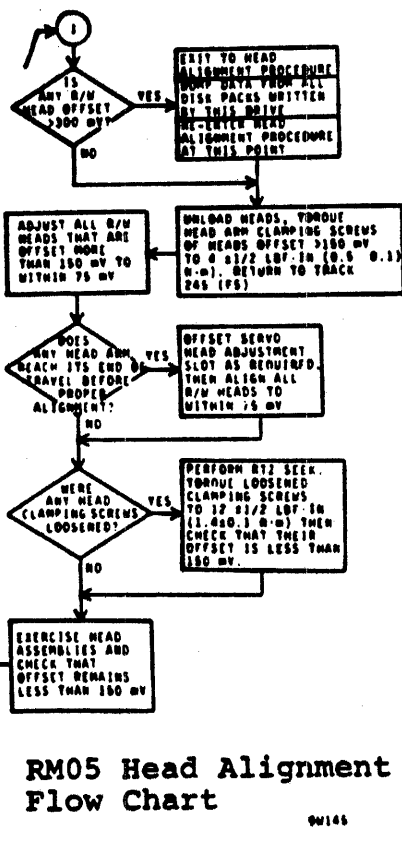 1
IS
ANY R/W
HEAD OFFSET
>300 mV?
YES
NO
EXIT TO HEAD
ALIGNMENT PROCEDURE
DUMP DATA FROM ALL
DISK PACKS WRITTEN
BY THIS DRIVE
RE-ENTER HEAD
ALIGNMENT PROCEDURE
AT THIS POINT
UNLOAD HEADS, TORQUE
HEAD ARM CLAMPING SCREWS
OF HEADS OFFSET >150 mV
TO 4 ±1/2 LBF·IN (0.5 0.1)
N·m). RETURN TO TRACK
245 (F5)
ADJUST ALL R/W
HEADS THAT ARE
OFFSET MORE
THAN 150 mV TO
WITHIN 75 mV
DOES
ANY HEAD ARM
REACH ITS END OF
TRAVEL BEFORE
PROPER
ALIGNMENT?
YES
NO
OFFSET SERVO
HEAD ADJUSTMENT
SLOT AS REQUIRED.
THEN ALIGN ALL
R/W HEADS TO
WITHIN 75 mV
WERE
ANY HEAD
CLAMPING SCREWS
LOOSENED?
YES
NO
PERFORM RTZ SEEK.
TORQUE LOOSENED
CLAMPING SCREWS
TO 12 ±1/2 LBF·IN
(1.4±0.1 N·m) THEN
CHECK THAT THEIR
OFFSET IS LESS THAN
150 mV.
EXERCISE HEAD
ASSEMBLIES AND
CHECK THAT
OFFSET REMAINS
LESS THAN 150 mV
RM05 Head Alignment
Flow Chart
9W145